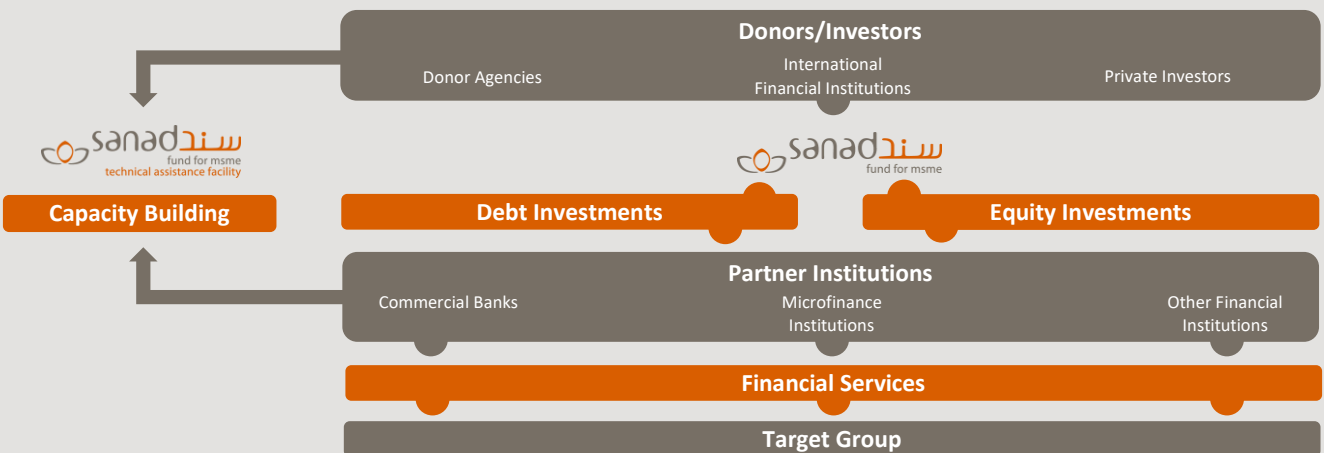 Donors/Investors
Donor Agencies
International
Financial Institutions
Private Investors
sanad سند
fund for msme
technical assistance facility
sanad سند
fund for msme
Capacity Building
Debt Investments
Equity Investments
Partner Institutions
Commercial Banks
Microfinance
Institutions
Other Financial
Institutions
Financial Services
Target Group